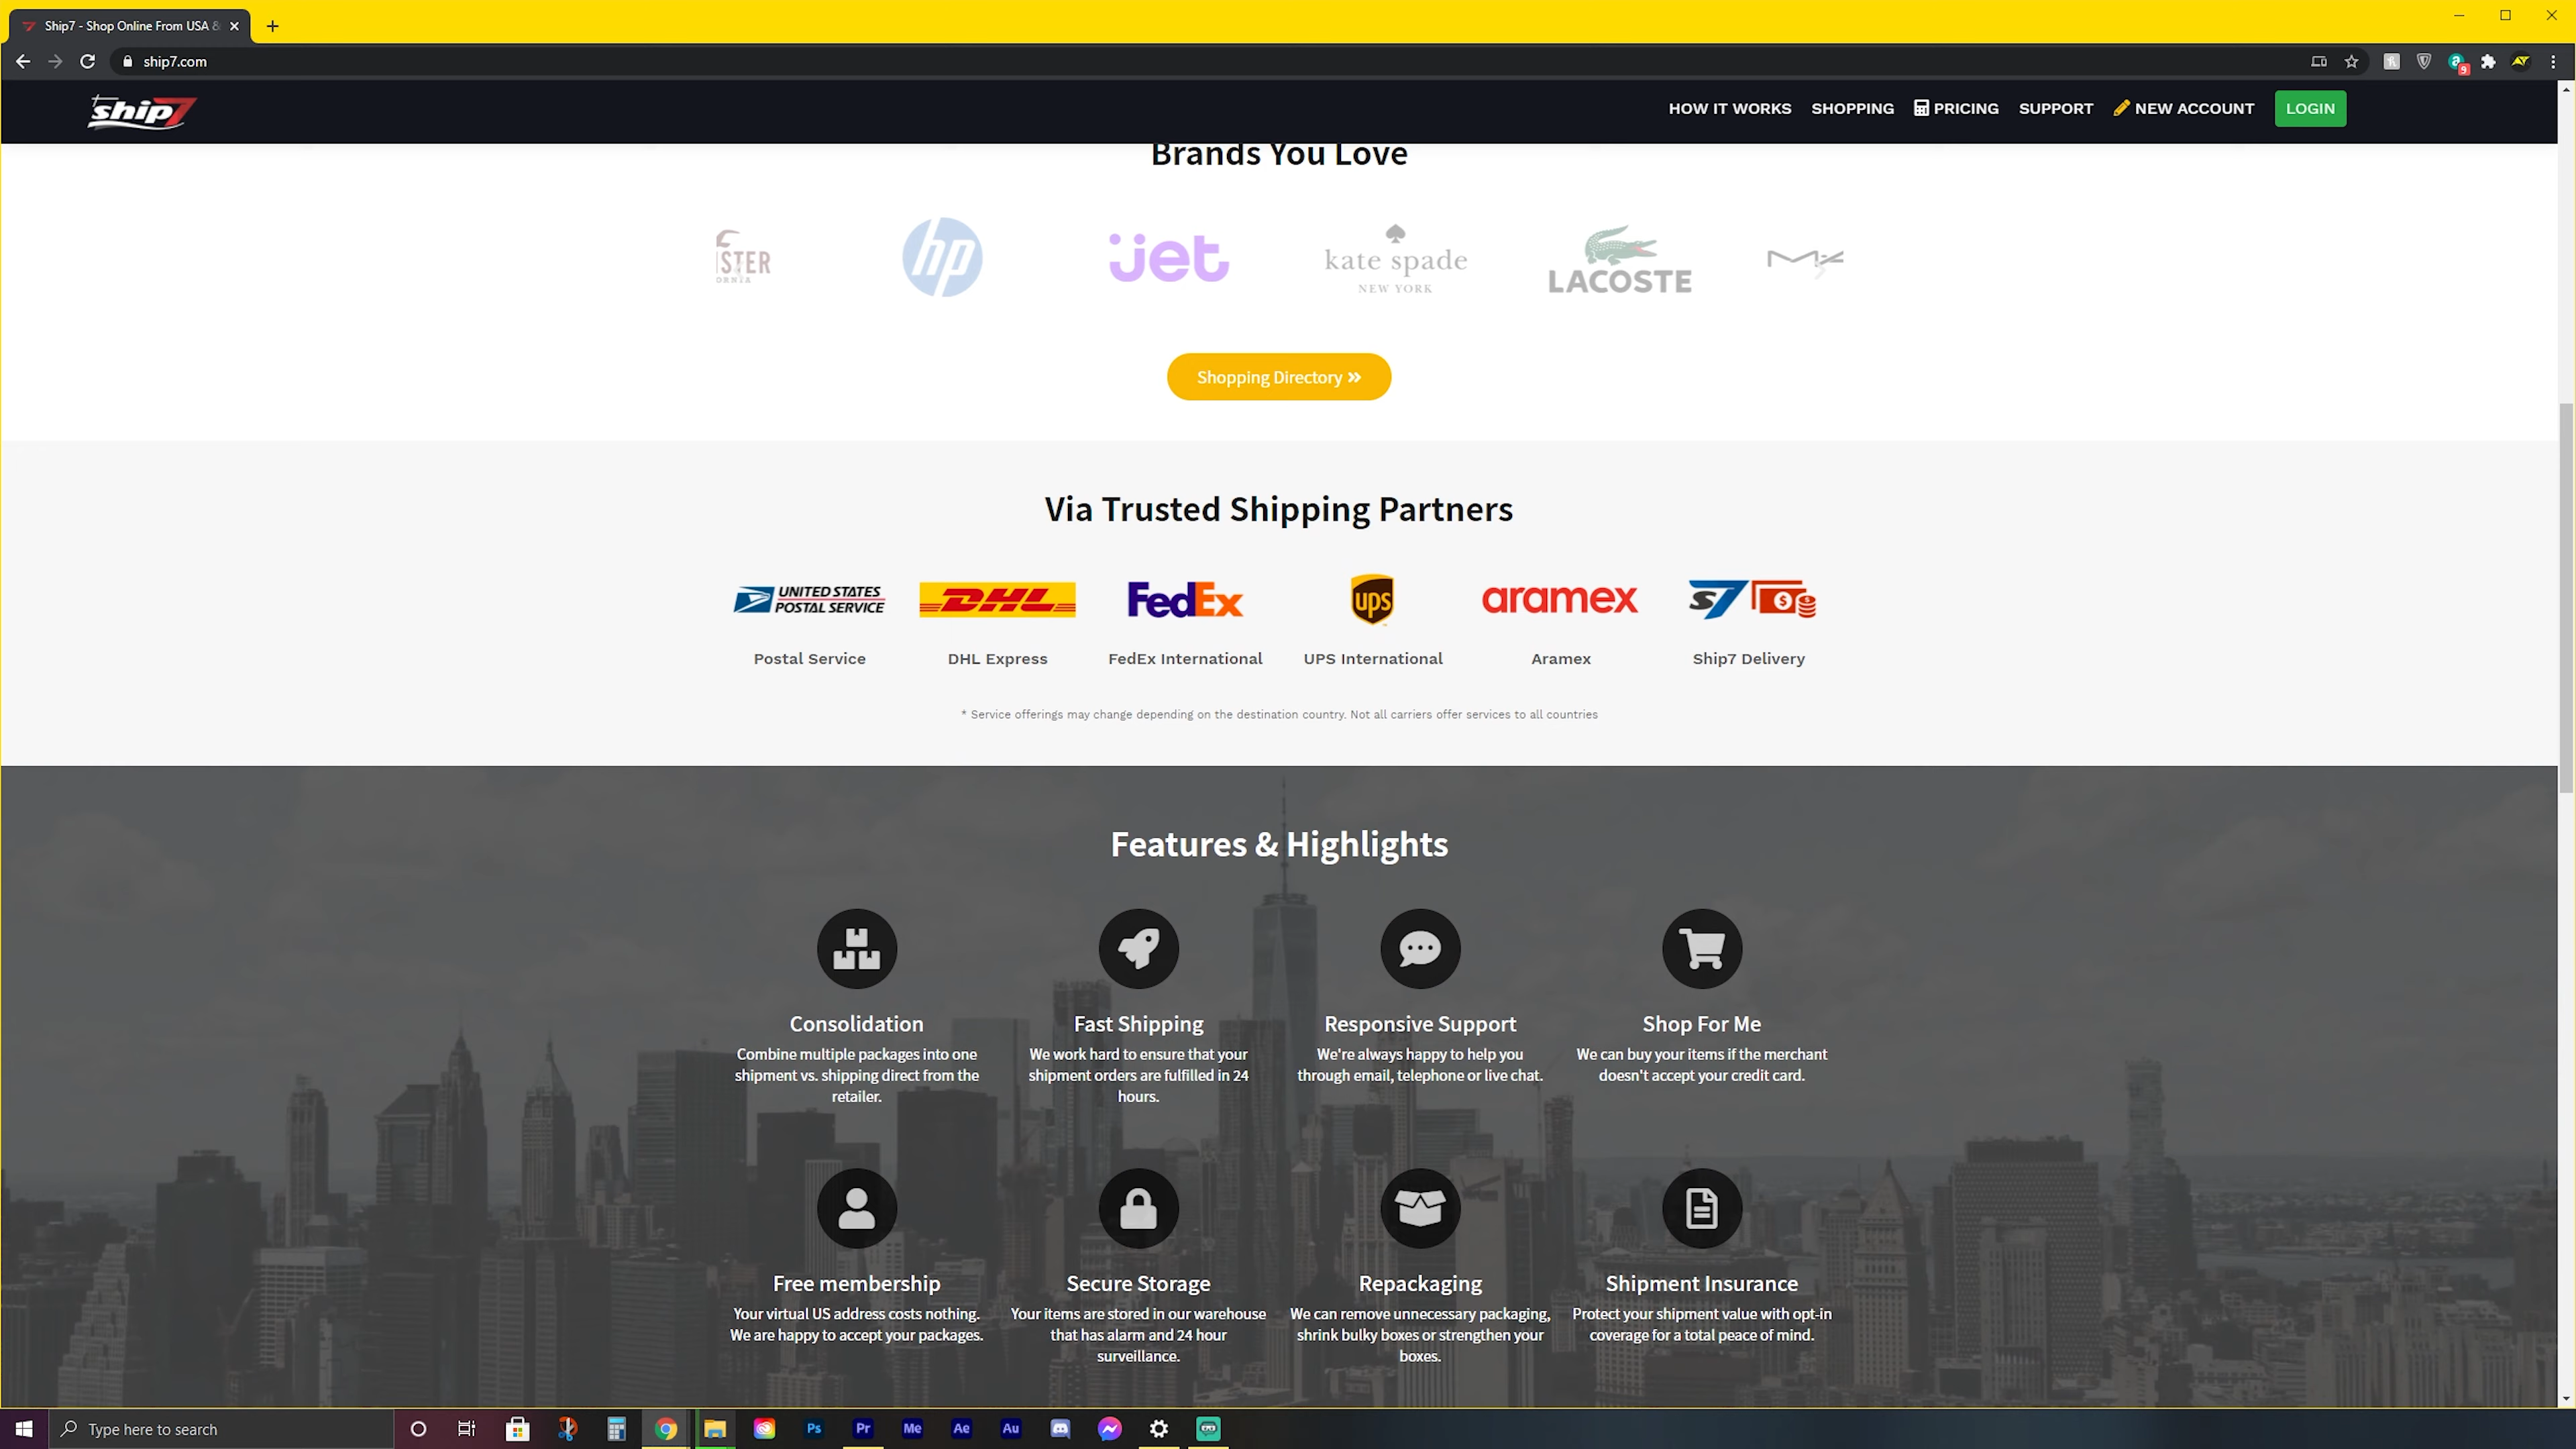 Ship7 - Shop Online From USA &
ship7.com
9
ship7
HOW IT WORKS SHOPPING PRICING SUPPORT NEW ACCOUNT LOGIN
Brands You Love
STER
ORNIA
hp
jet
kate spade
NEW YORK
LACOSTE
Shopping Directory »
Via Trusted Shipping Partners
UNITED STATES
POSTAL SERVICE
DHL
FedEx
ups
aramex
S7
Postal Service DHL Express FedEx International UPS International Aramex Ship7 Delivery
* Service offerings may change depending on the destination country. Not all carriers offer services to all countries
Features & Highlights
Consolidation
Combine multiple packages into one
shipment vs. shipping direct from the
retailer.
Fast Shipping
We work hard to ensure that your
shipment orders are fulfilled in 24
hours.
Responsive Support
We're always happy to help you
through email, telephone or live chat.
Shop For Me
We can buy your items if the merchant
doesn't accept your credit card.
Free membership
Your virtual US address costs nothing.
We are happy to accept your packages.
Secure Storage
Your items are stored in our warehouse
that has alarm and 24 hour
surveillance.
Repackaging
We can remove unnecessary packaging,
shrink bulky boxes or strengthen your
boxes.
Shipment Insurance
Protect your shipment value with opt-in
coverage for a total peace of mind.
Type here to search
Ps Pr Me Ae Au